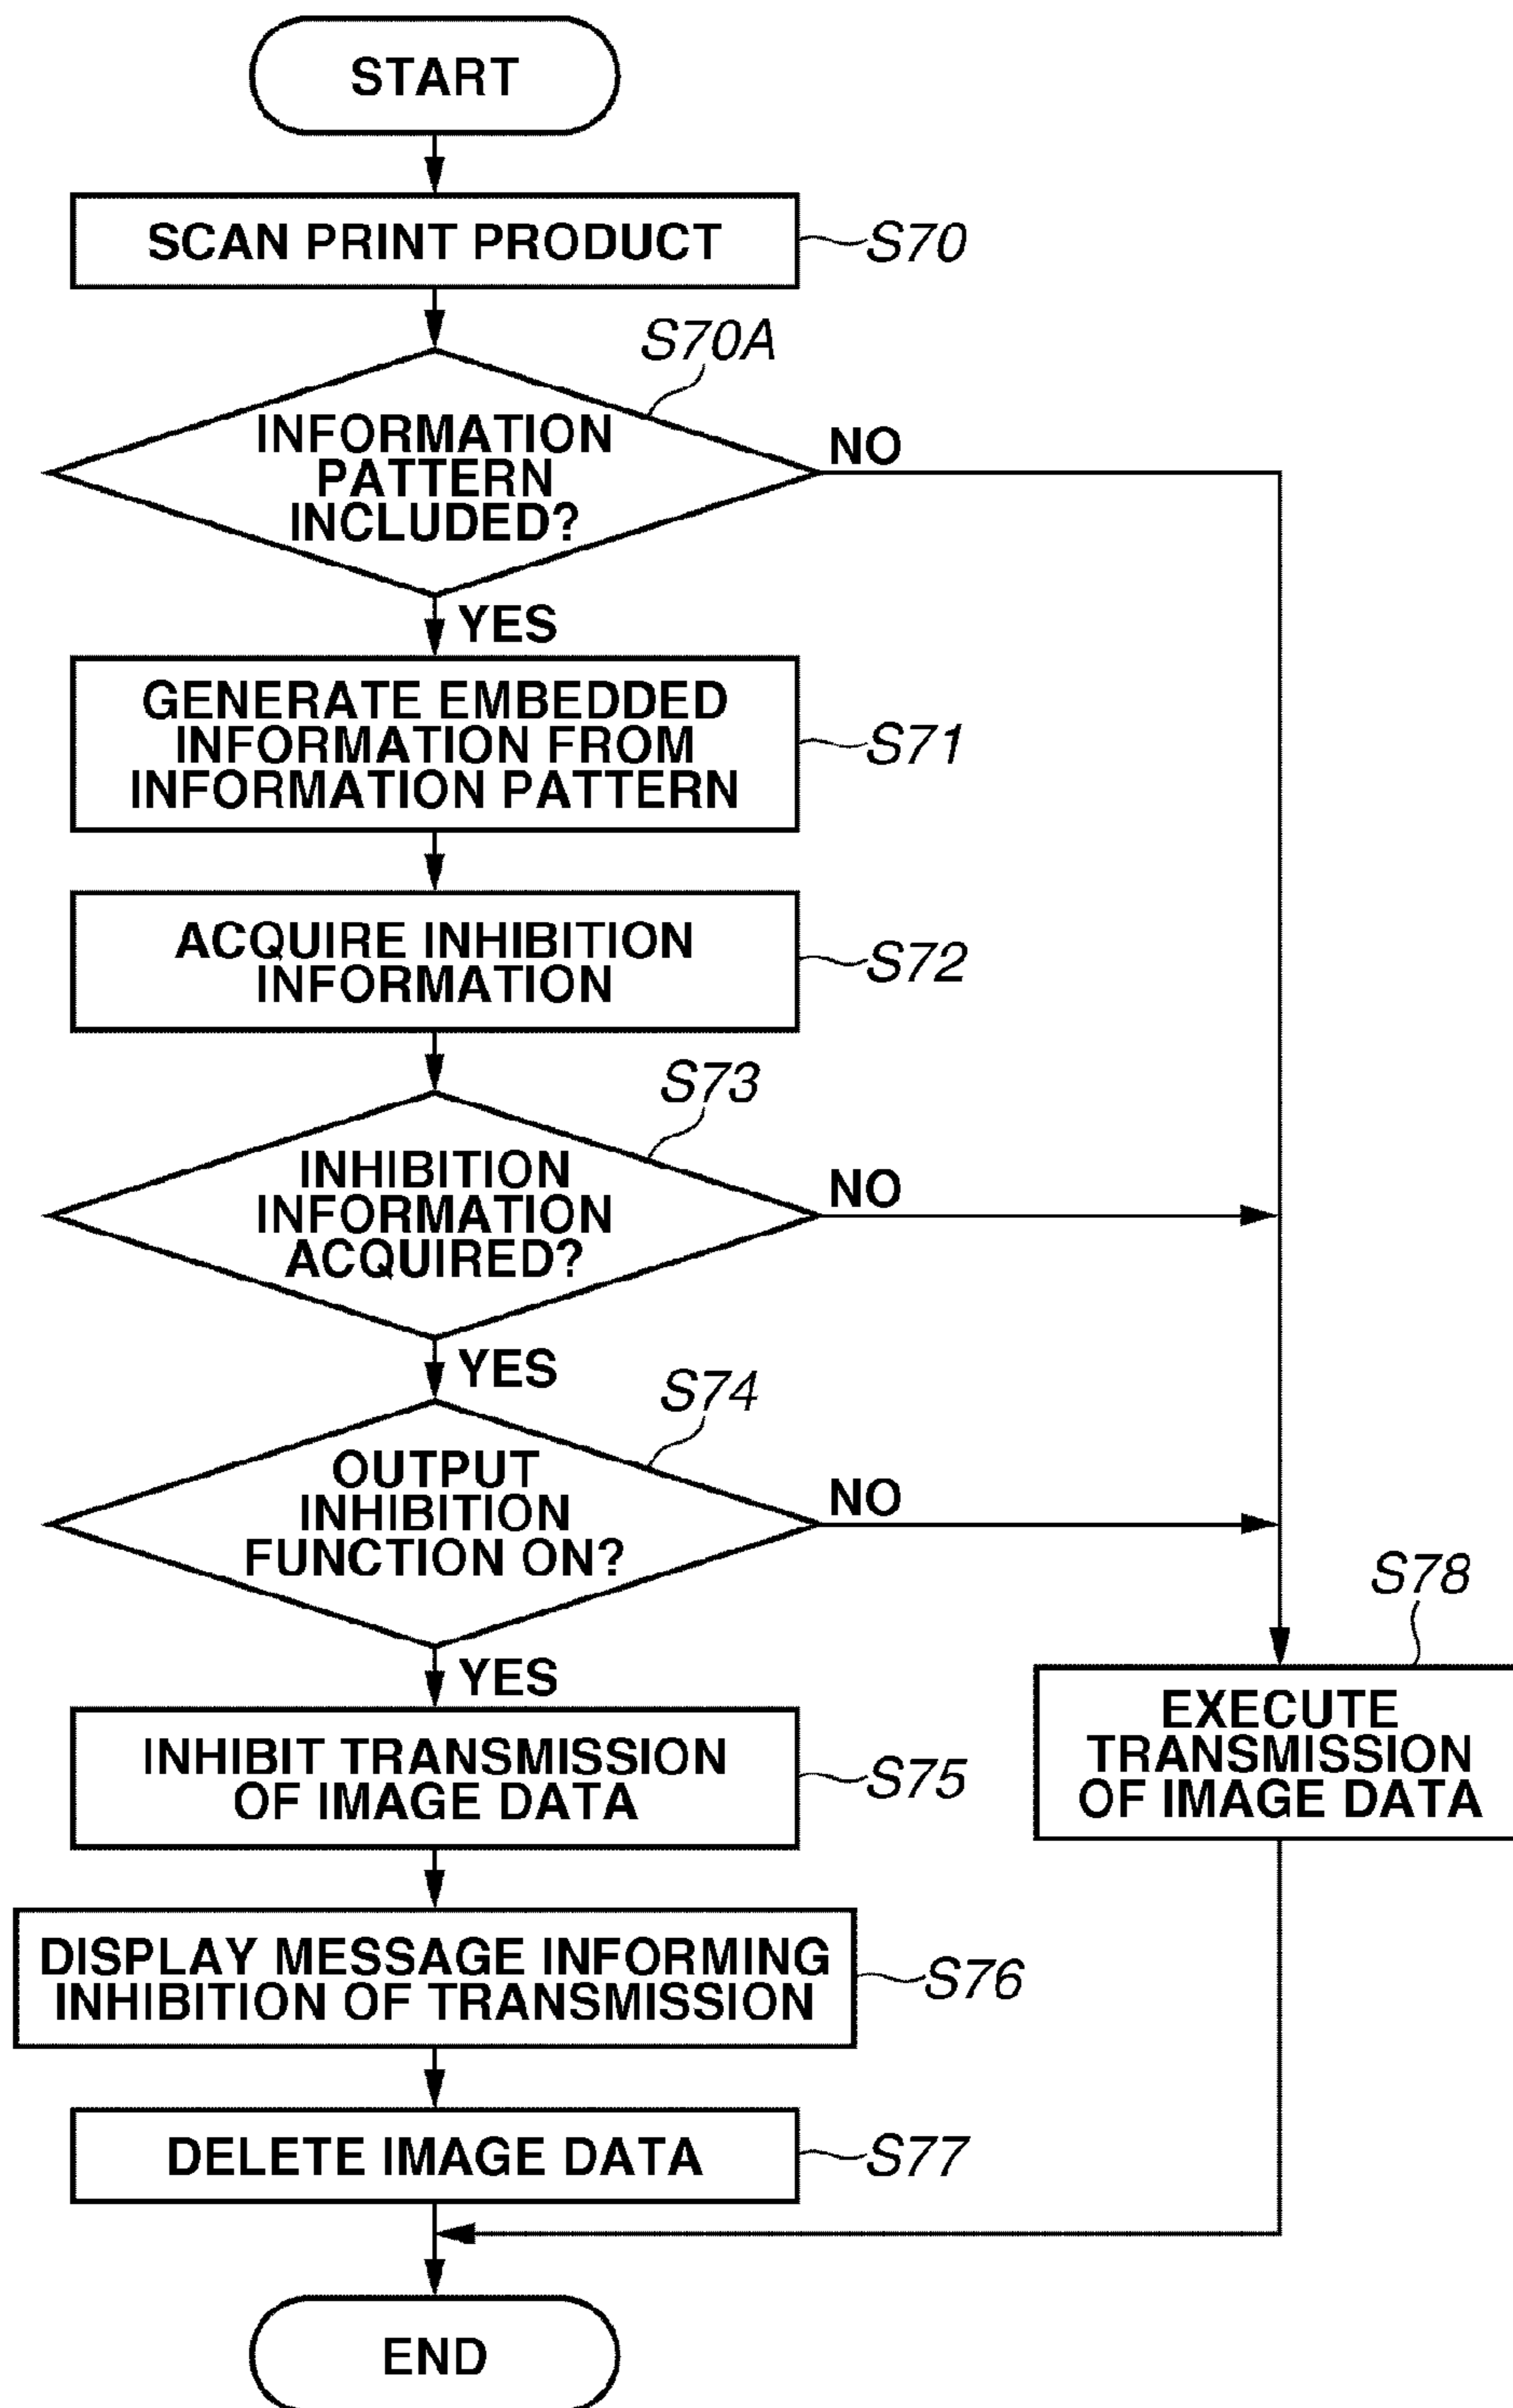 START
SCAN PRINT PRODUCT
S70
S70A
INFORMATION
PATTERN
INCLUDED?
NO
YES
GENERATE EMBEDDED
INFORMATION FROM
INFORMATION PATTERN
S71
ACQUIRE INHIBITION
INFORMATION
S72
S73
INHIBITION
INFORMATION
ACQUIRED?
NO
YES
S74
OUTPUT
INHIBITION
FUNCTION ON?
NO
YES
S78
EXECUTE
TRANSMISSION
OF IMAGE DATA
INHIBIT TRANSMISSION
OF IMAGE DATA
S75
DISPLAY MESSAGE INFORMING
INHIBITION OF TRANSMISSION
S76
DELETE IMAGE DATA
S77
END